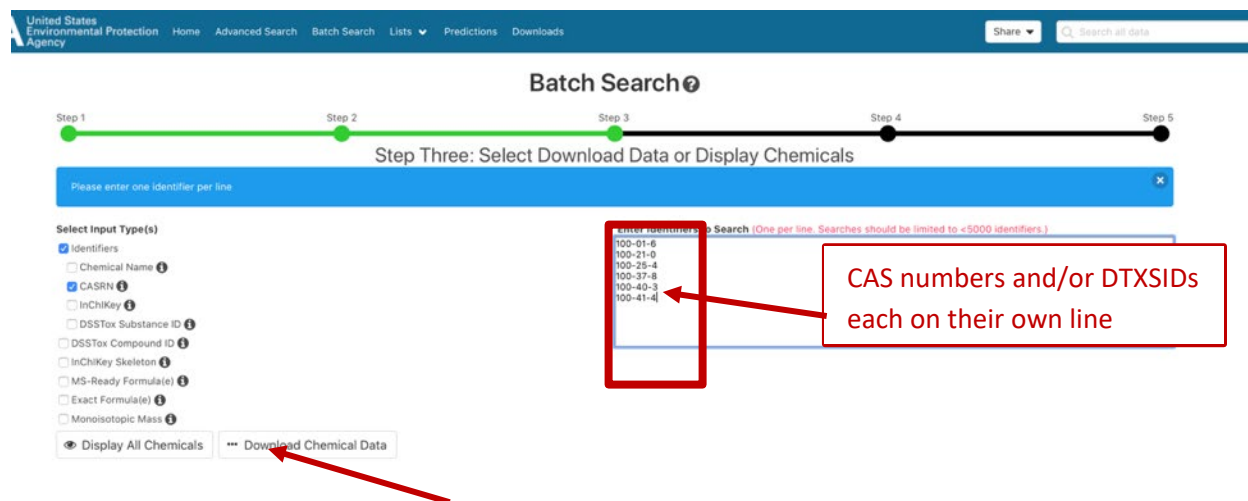 United States
Environmental Protection
Agency
Home Advanced Search Batch Search Lists Predictions Downloads
Share
Search all data
Batch Search
Step 1 Step 2 Step 3 Step 4 Step 5
Step Three: Select Download Data or Display Chemicals
Please enter one identifier per line
Select Input Type(s)
Identifiers
Chemical Name
CASRN
InChIKey
DSSTox Substance ID
DSSTox Compound ID
InChIKey Skeleton
MS-Ready Formula(e)
Exact Formula(e)
Monoisotopic Mass
Display All Chemicals
Download Chemical Data
Enter Identifiers to Search (One per line. Searches should be limited to <5000 identifiers.)
100-01-6
100-21-0
100-25-4
100-37-8
100-40-3
100-41-4
CAS numbers and/or DTXSIDs
each on their own line